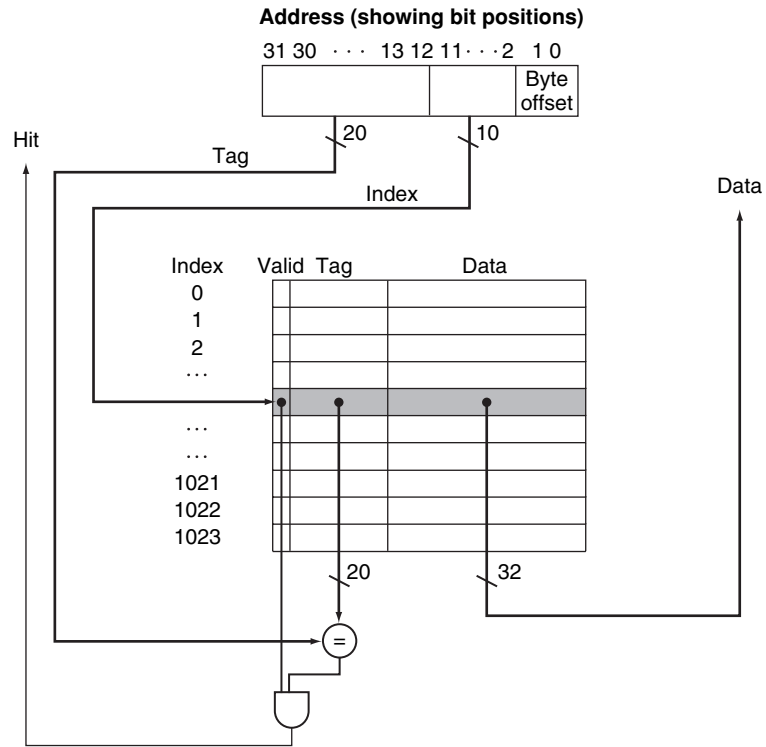 Address (showing bit positions)
31 30 · · · 13 12 11 · · · 2 1 0
Byte
offset
20
10
Hit
Tag
Index
Data
Index Valid Tag Data
0
1
2
· · ·
· · ·
· · ·
1021
1022
1023
20
32
=